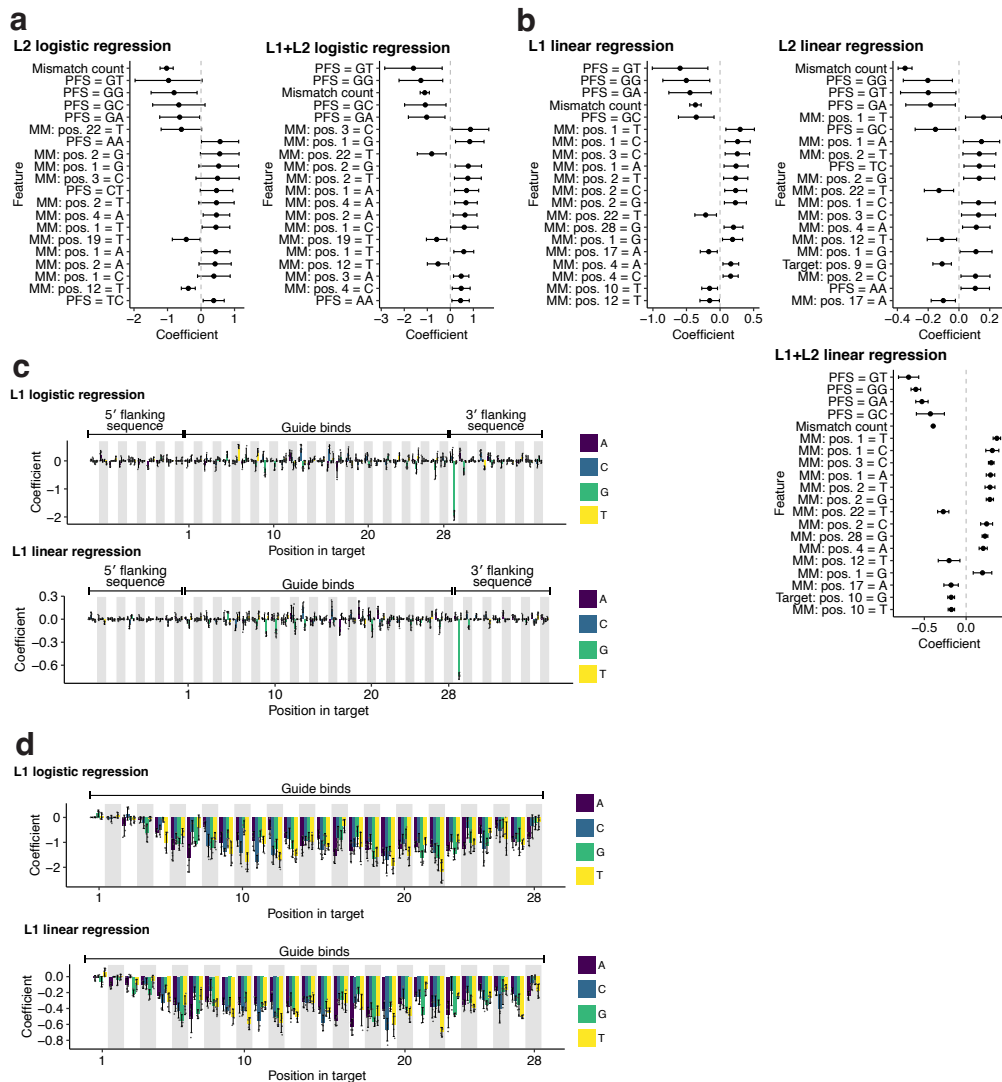 a
L2 logistic regression
Feature
Mismatch count
PFS = GT
PFS = GG
PFS = GC
PFS = GA
MM: pos. 22 = T
PFS = AA
MM: pos. 2 = G
MM: pos. 1 = G
MM: pos. 3 = C
PFS = CT
MM: pos. 2 = T
MM: pos. 4 = A
MM: pos. 1 = T
MM: pos. 19 = T
MM: pos. 1 = A
MM: pos. 2 = A
MM: pos. 1 = C
MM: pos. 12 = T
PFS = TC
−2 −1 0 1
Coefficient
L1+L2 logistic regression
Feature
PFS = GT
PFS = GG
Mismatch count
PFS = GC
PFS = GA
MM: pos. 3 = C
MM: pos. 1 = G
MM: pos. 22 = T
MM: pos. 2 = G
MM: pos. 2 = T
MM: pos. 1 = A
MM: pos. 4 = A
MM: pos. 2 = A
MM: pos. 1 = C
MM: pos. 19 = T
MM: pos. 1 = T
MM: pos. 12 = T
MM: pos. 3 = A
MM: pos. 4 = C
PFS = AA
−3 −2 −1 0 1
Coefficient
b
L1 linear regression
Feature
PFS = GT
PFS = GG
PFS = GA
Mismatch count
PFS = GC
MM: pos. 1 = T
MM: pos. 1 = C
MM: pos. 3 = C
MM: pos. 1 = A
MM: pos. 2 = T
MM: pos. 2 = C
MM: pos. 2 = G
MM: pos. 22 = T
MM: pos. 28 = G
MM: pos. 1 = G
MM: pos. 17 = A
MM: pos. 4 = A
MM: pos. 4 = C
MM: pos. 10 = T
MM: pos. 12 = T
−1.0 −0.5 0.0 0.5
Coefficient
L2 linear regression
Feature
Mismatch count
PFS = GG
PFS = GT
PFS = GA
MM: pos. 1 = T
PFS = GC
MM: pos. 1 = A
MM: pos. 2 = T
PFS = TC
MM: pos. 2 = G
MM: pos. 22 = T
MM: pos. 1 = C
MM: pos. 3 = C
MM: pos. 4 = A
MM: pos. 12 = T
MM: pos. 1 = G
Target: pos. 9 = G
MM: pos. 2 = C
PFS = AA
MM: pos. 17 = A
−0.4 −0.2 0.0 0.2
Coefficient
L1+L2 linear regression
Feature
PFS = GT
PFS = GG
PFS = GA
PFS = GC
Mismatch count
MM: pos. 1 = T
MM: pos. 1 = C
MM: pos. 3 = C
MM: pos. 1 = A
MM: pos. 2 = T
MM: pos. 2 = G
MM: pos. 22 = T
MM: pos. 2 = C
MM: pos. 28 = G
MM: pos. 4 = A
MM: pos. 12 = T
MM: pos. 1 = G
MM: pos. 17 = A
Target: pos. 10 = G
MM: pos. 10 = T
−0.5 0.0
Coefficient
c
L1 logistic regression
5′ flanking
sequence
Guide binds
3′ flanking
sequence
Coefficient
0
−1
−2
1 10 20 28
Position in target
A
C
G
T
L1 linear regression
5′ flanking
sequence
Guide binds
3′ flanking
sequence
Coefficient
0.3
0.0
−0.3
−0.6
1 10 20 28
Position in target
A
C
G
T
d
L1 logistic regression
Guide binds
Coefficient
0
−1
−2
1 10 20 28
Position in target
A
C
G
T
L1 linear regression
Guide binds
Coefficient
0.0
−0.2
−0.4
−0.6
−0.8
1 10 20 28
Position in target
A
C
G
T